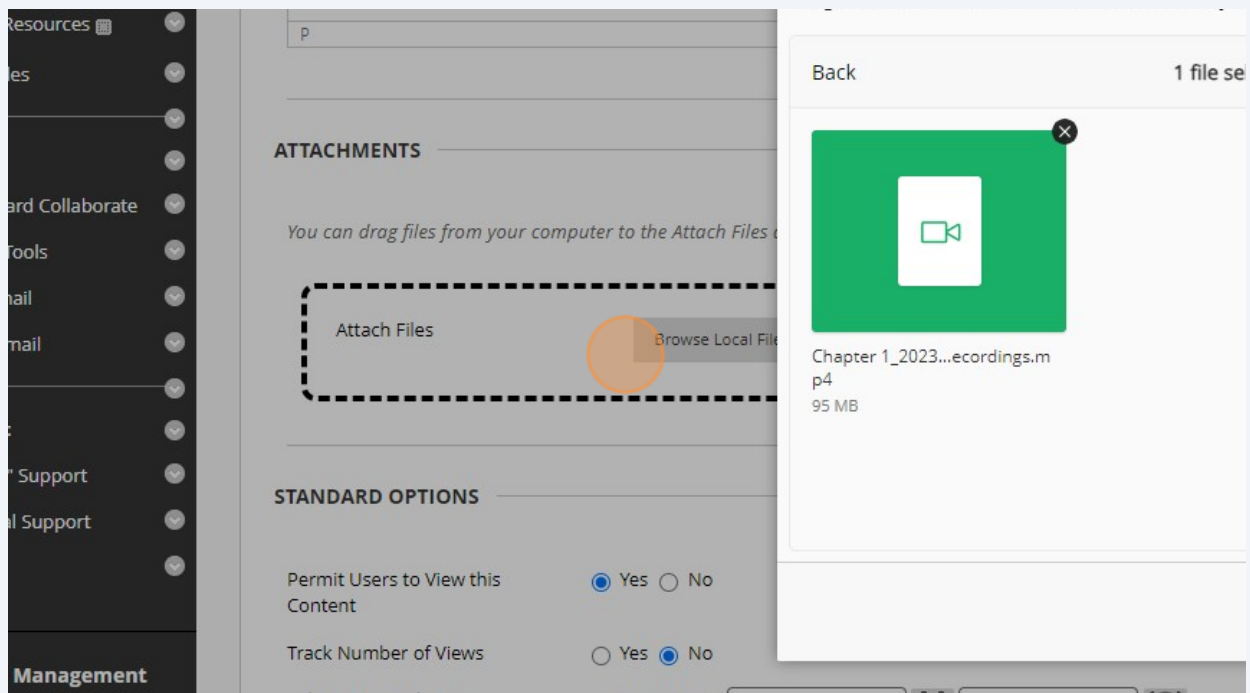 Resources
P
les
Back
1 file sel
ATTACHMENTS
ard Collaborate
You can drag files from your computer to the Attach Files a
Tools
nail
Attach Files
Browse Local File
mail
Chapter 1_2023...ecordings.m
p4
95 MB
" Support
STANDARD OPTIONS
al Support
Permit Users to View this
Content
Yes
No
Track Number of Views
Yes
No
Management